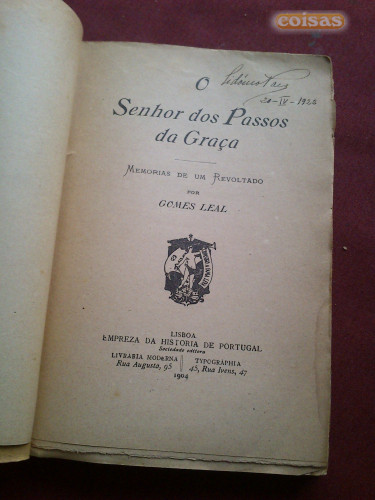 coisas
O
Senhor dos Passos
da Graça
MEMORIAS DE UM REVOLTADO
POR
GOMES LEAL
LISBOA
EMPREZA DA HISTORIA DE PORTUGAL
Sociedade editora
LIVRARIA MODERNA
Rua Augusta, 95
TYPOGRAPHIA
45, Rua Ivens, 47
1904